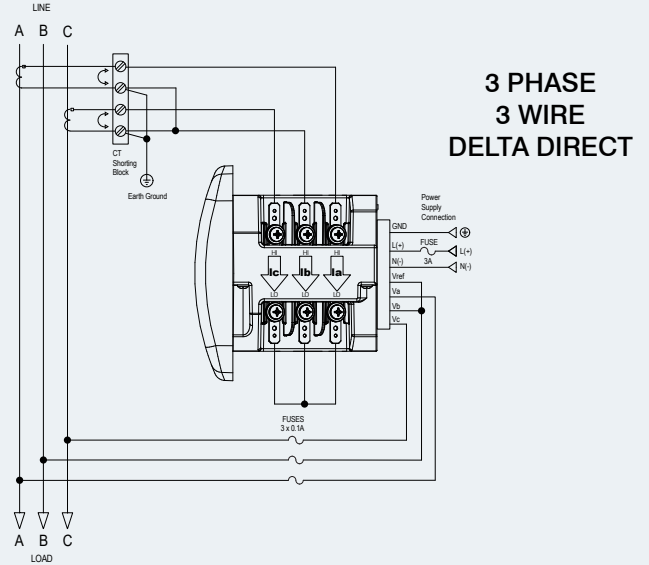 LINE
A B C
3 PHASE
3 WIRE
DELTA DIRECT
CT
Shorting
Block
Earth Ground
Power
Supply
Connection
GND
L(+)
FUSE
L(+)
N(-)
3A
N(-)
Vref
Va
Vb
Vc
HI HI HI
Ic Ib Ia
LO LO LO
FUSES
3 x 0.1A
A B C
LOAD